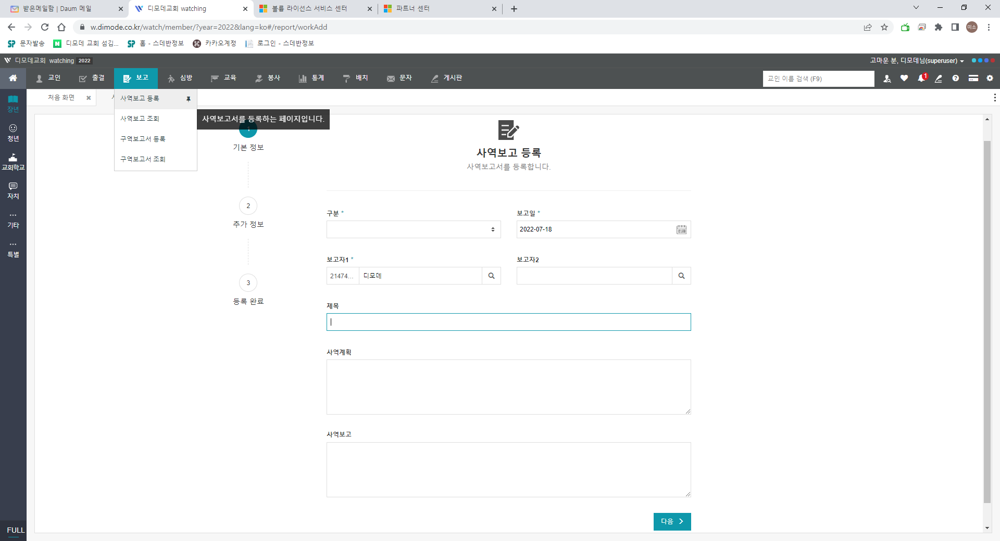 받은메일함 | Daum 메일
디모데교회 watching
볼륨 라이선스 서비스 센터
파트너 센터
w.dimode.co.kr/watch/member/?year=2022&lang=ko#/report/workAdd
미소
문자발송
디모데 교회 섬김...
홈 - 스데반정보
카카오계정
로그인 - 스데반정보
디모데교회 watching 2022
고마운 분, 디모데님(superuser)
교인
출결
보고
심방
교육
봉사
통계
배치
문자
게시판
교인 이름 검색 (F9)
1
처음 화면
사역보고 등록
사역보고 조회
구역보고서 등록
구역보고서 조회
사역보고서를 등록하는 페이지입니다.
장년
청년
교회학교
자치
기타
특별
FULL
1
기본 정보
2
추가 정보
3
등록 완료
사역보고 등록
사역보고서를 등록합니다.
구분 *
보고일 *
2022-07-18
보고자1 *
보고자2
21474...
디모데
제목
사역계획
사역보고
다음